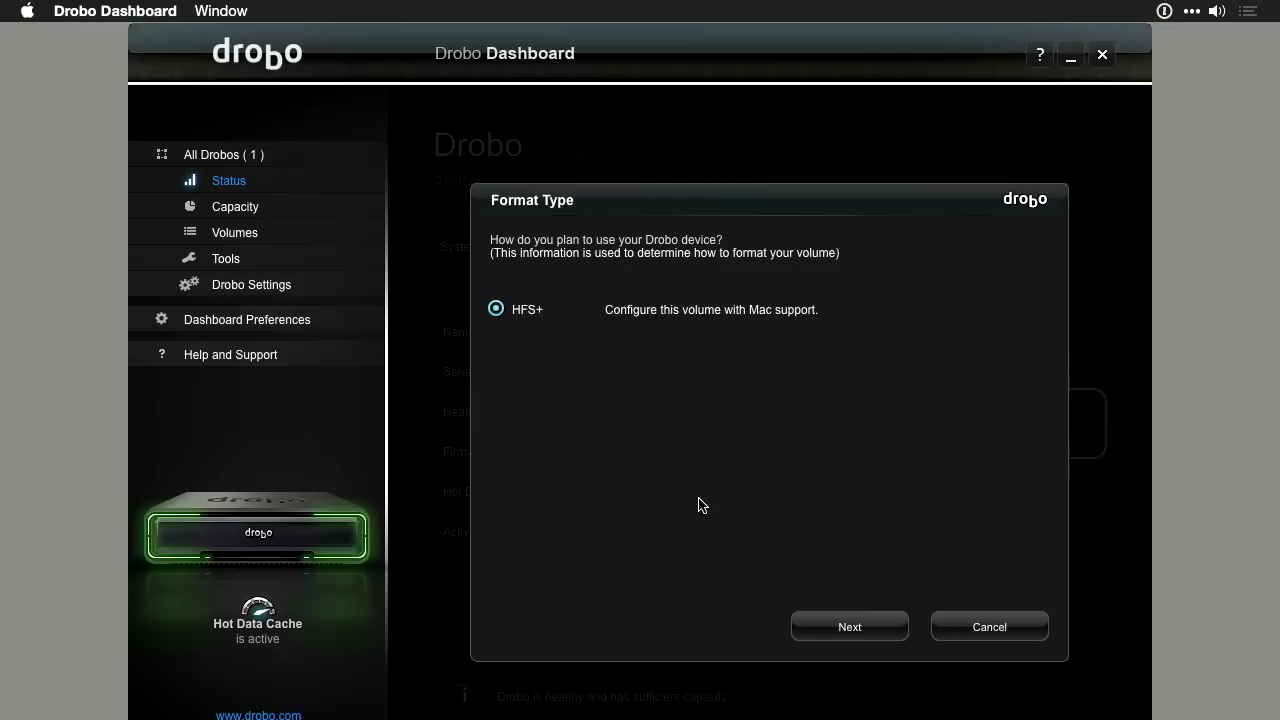 Drobo Dashboard Window
drobo
Drobo Dashboard
?
All Drobos ( 1 )
Status
Capacity
Volumes
Tools
Drobo Settings
Dashboard Preferences
? Help and Support
drobo
drobo
Hot Data Cache
is active
www.drobo.com
Drobo
Status
Format Type
drobo
How do you plan to use your Drobo device?
(This information is used to determine how to format your volume)
HFS+ Configure this volume with Mac support.
Next Cancel
i Drobo is healthy and has sufficient capacity.